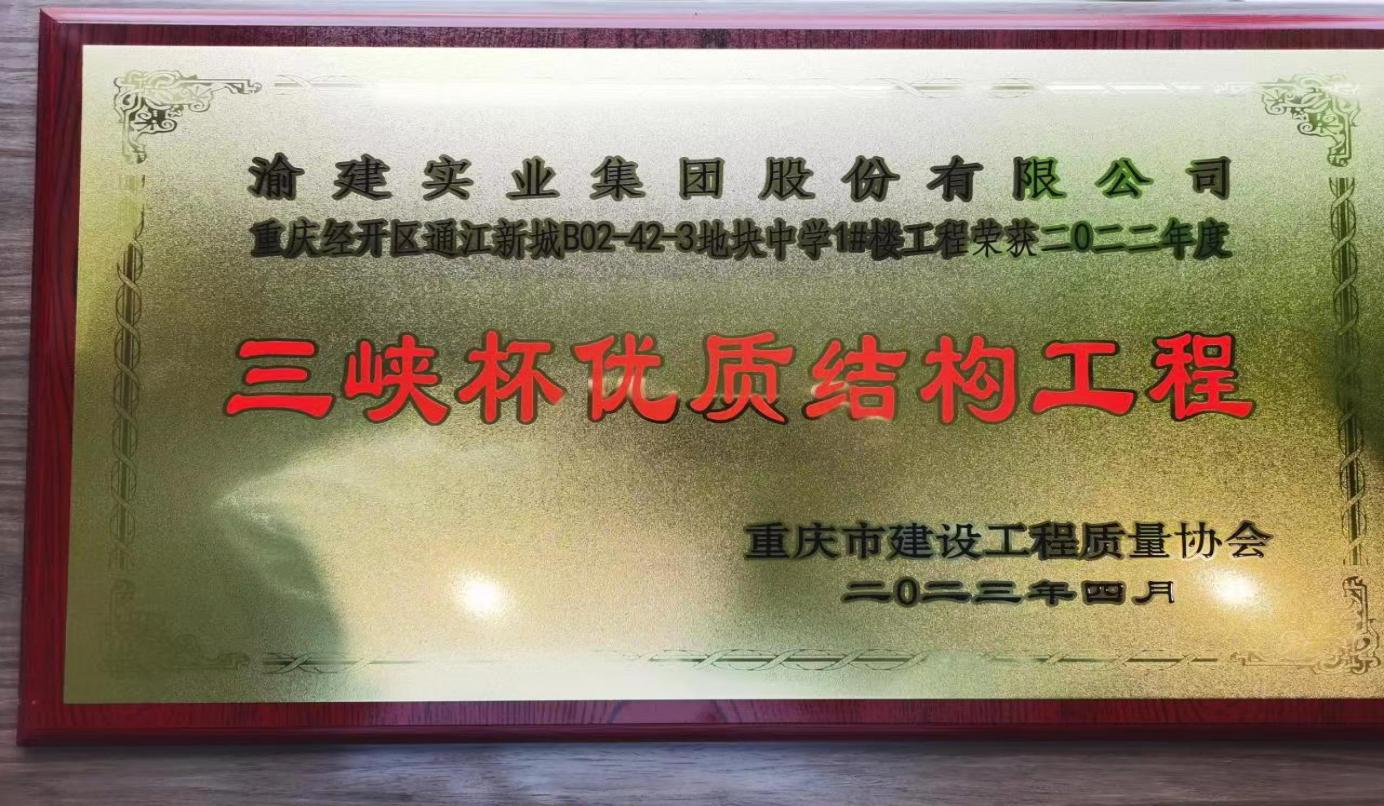 渝建实业集团股份有限公司
重庆经开区通江新城B02-42-3地块中学1#楼工程荣获二0二二年度
三峡杯优质结构工程
重庆市建设工程质量协会
二0二三年四月